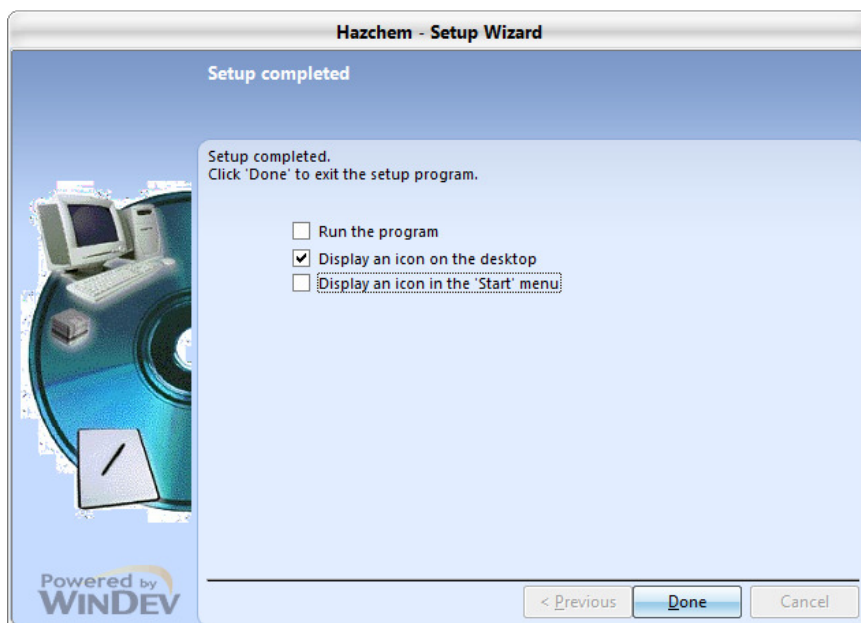 Hazchem - Setup Wizard
Setup completed
Setup completed.
Click 'Done' to exit the setup program.
Run the program
Display an icon on the desktop
Display an icon in the 'Start' menu
Powered by
WINDEV
< Previous Done Cancel